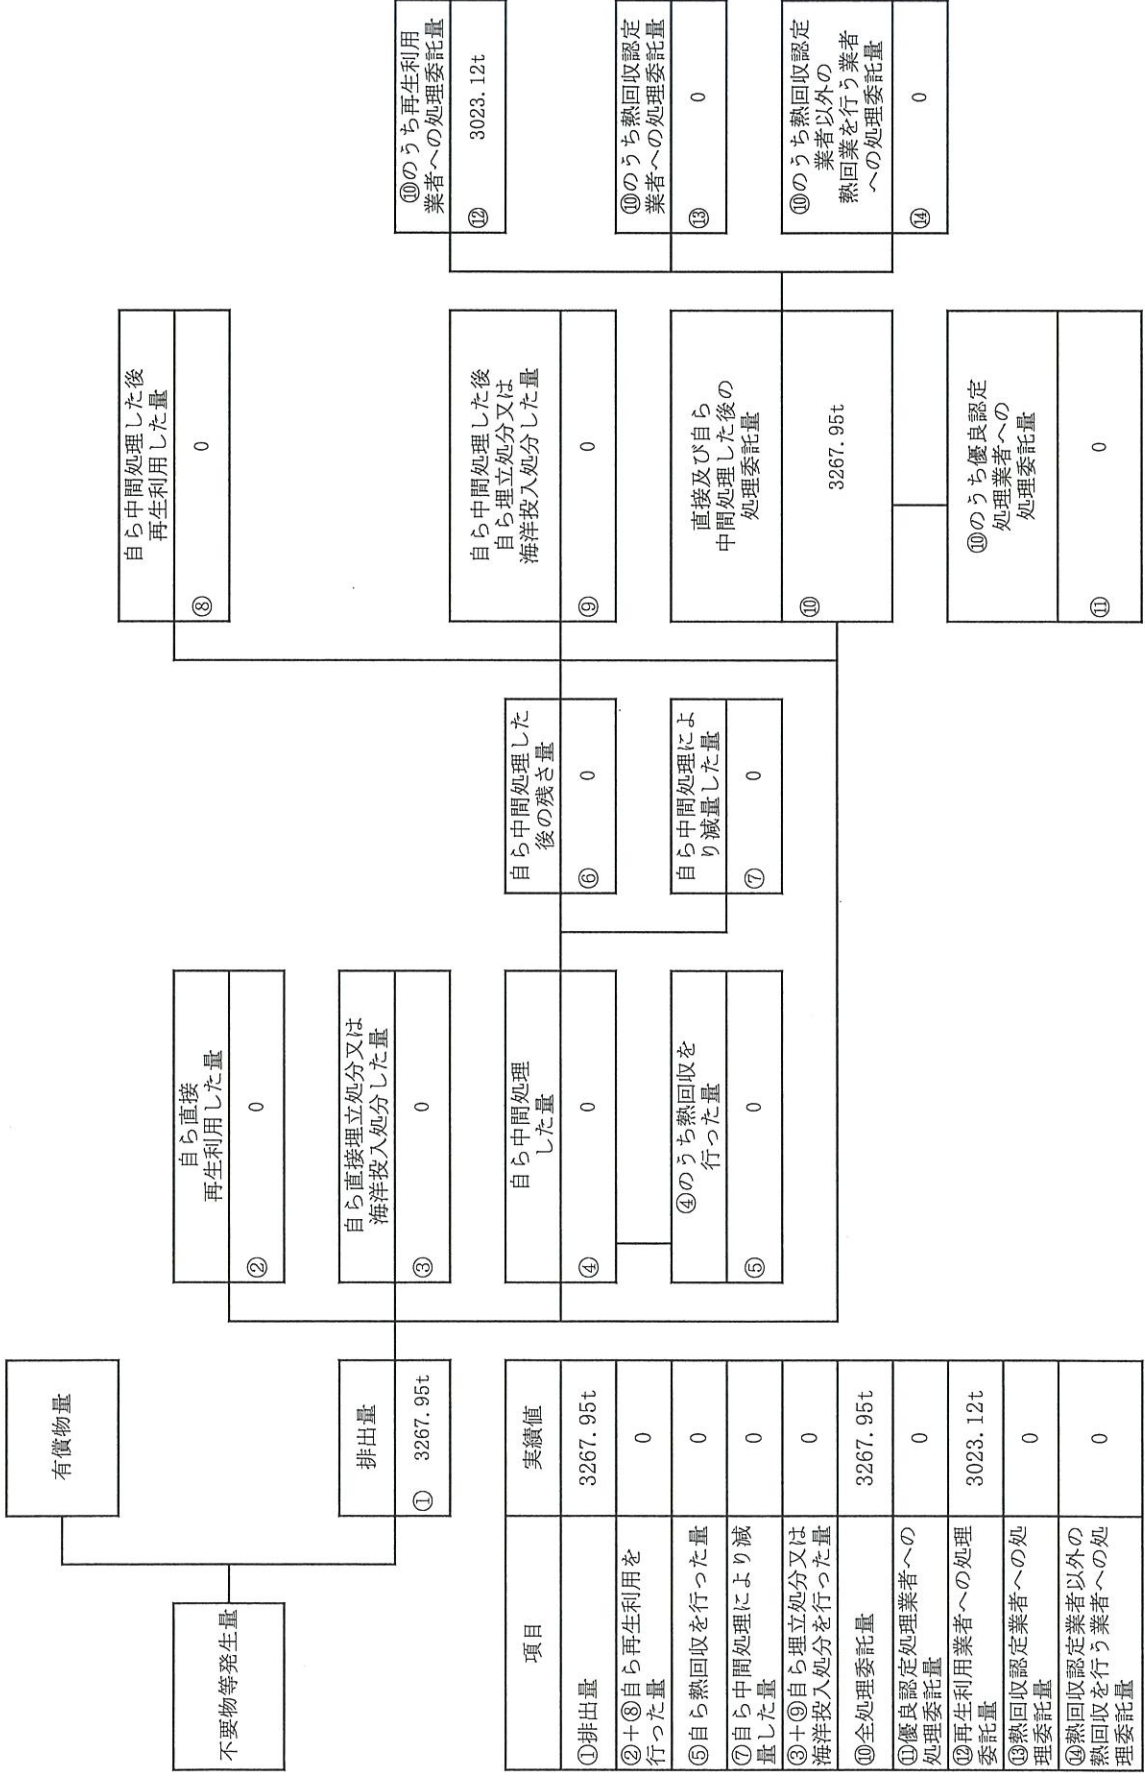 不要物等発生量
有償物量
排出量
① 3267.95t
自ら直接
再生利用した量
② 0
自ら直接埋立処分又は
海洋投入処分した量
③ 0
自ら中間処理
した量
④ 0
④のうち熱回収を
行った量
⑤ 0
自ら中間処理した
後の残さ量
⑥ 0
自ら中間処理によ
り減量した量
⑦ 0
自ら中間処理した後
再生利用した量
⑧ 0
自ら中間処理した後
自ら埋立処分又は
海洋投入処分した量
⑨ 0
直接及び自ら
中間処理した後の
処理委託量
⑩ 3267.95t
⑩のうち優良認定
処理業者への
処理委託量
⑪ 0
⑩のうち再生利用
業者への処理委託量
⑫ 3023.12t
⑩のうち熱回収認定
業者への処理委託量
⑬ 0
⑩のうち熱回収認定
業者以外の
熱回業を行う業者
への処理委託量
⑭ 0
項目 実績値
①排出量 3267.95t
②+⑧自ら再生利用を
行った量 0
⑤自ら熱回収を行った量 0
⑦自ら中間処理により減
量した量 0
③+⑨自ら埋立処分又は
海洋投入処分を行った量 0
⑩全処理委託量 3267.95t
⑪優良認定処理業者への
処理委託量 0
⑫再生利用業者への処理
委託量 3023.12t
⑬熱回収認定業者への処
理委託量 0
⑭熱回収認定業者以外の
熱回収を行う業者への処
理委託量 0